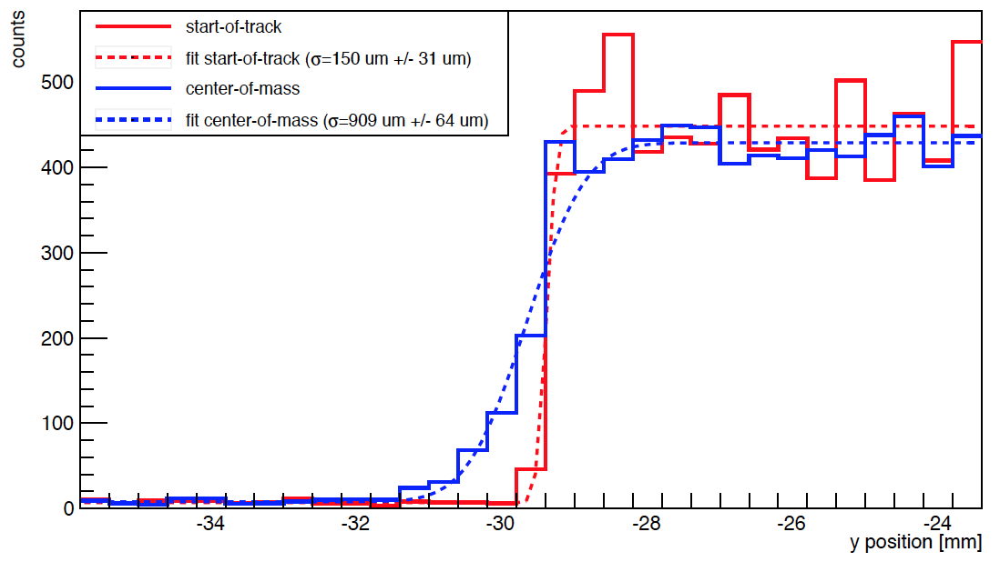 counts
start-of-track
fit start-of-track (σ=150 um +/- 31 um)
center-of-mass
fit center-of-mass (σ=909 um +/- 64 um)
500
400
300
200
100
0
-34 -32 -30 -28 -26 -24
y position [mm]